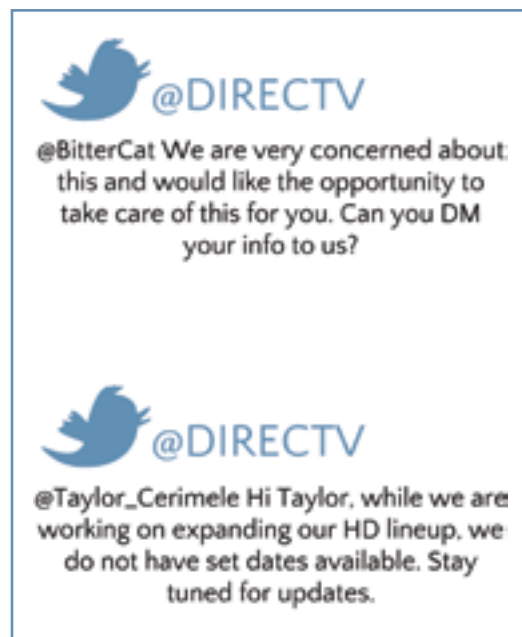 @DIRECTV
@BitterCat We are very concerned about
this and would like the opportunity to
take care of this for you. Can you DM
your info to us?
@DIRECTV
@Taylor_Cerimele Hi Taylor, while we are
working on expanding our HD lineup, we
do not have set dates available. Stay
tuned for updates.